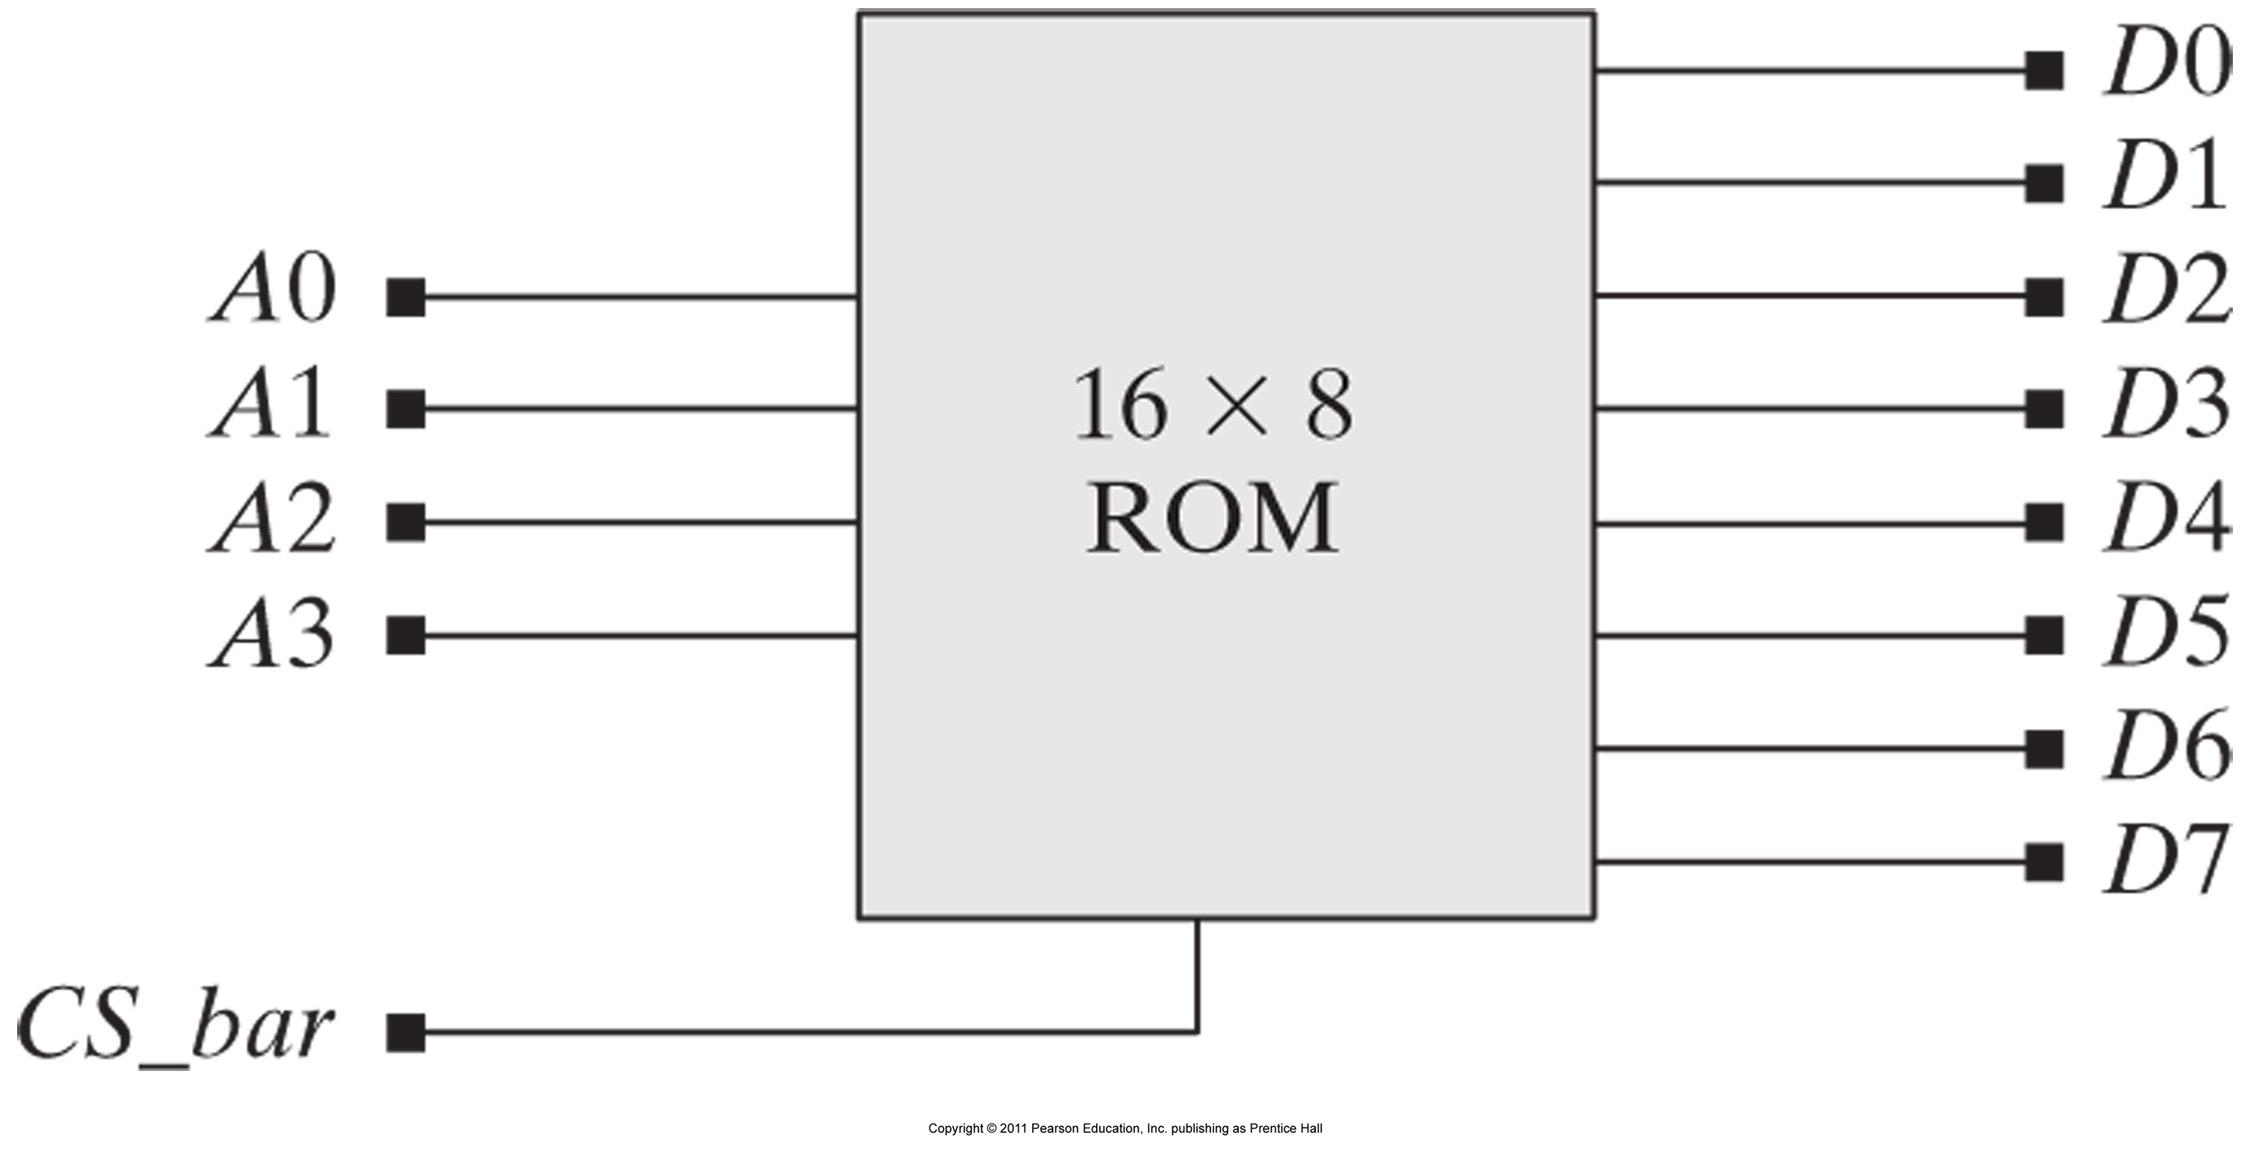 D0
D1
A0
D2
A1
16 × 8
D3
A2
ROM
D4
A3
D5
D6
D7
CS_bar
Copyright © 2011 Pearson Education, Inc. publishing as Prentice Hall